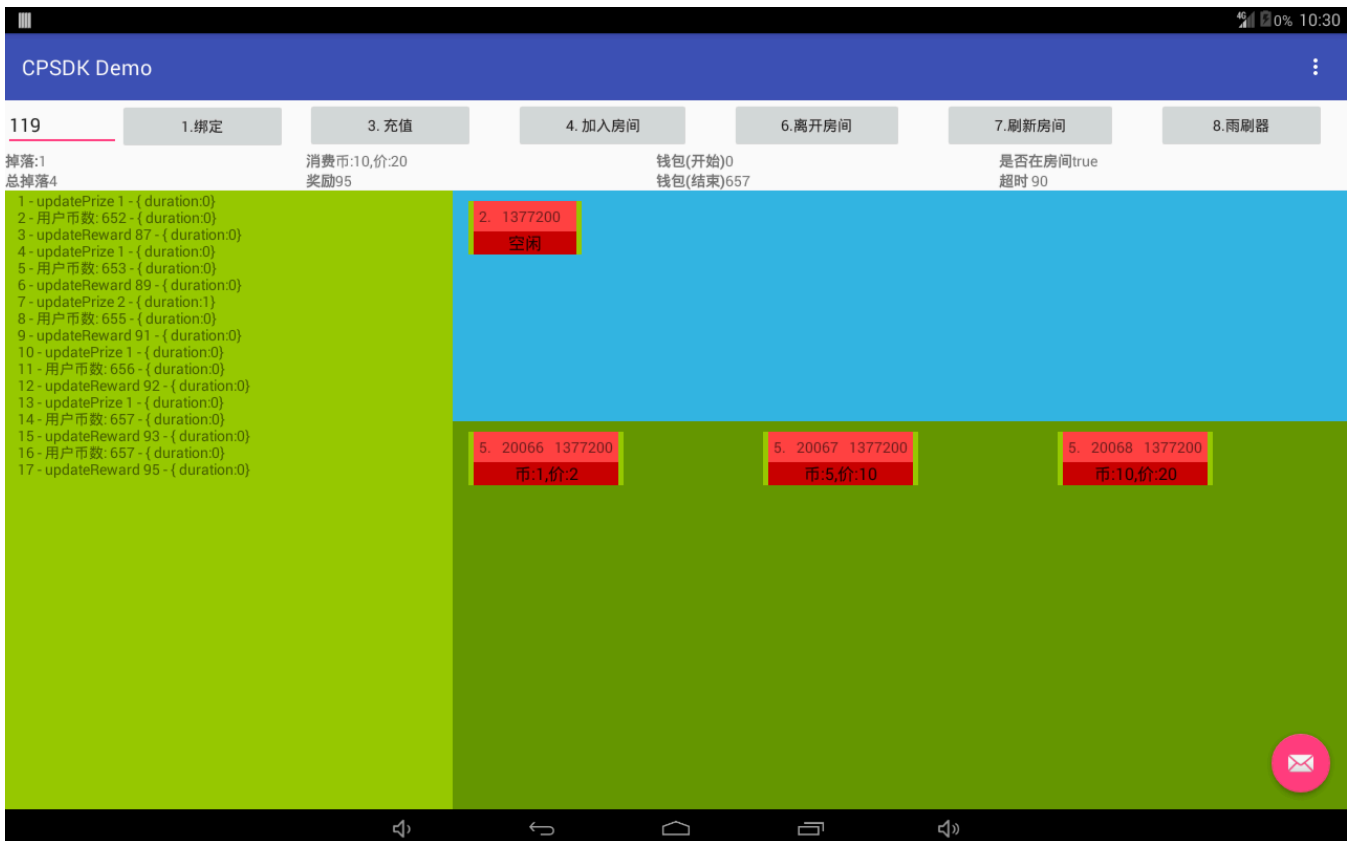 4G 0% 10:30
CPSDK Demo
119 1.绑定 3. 充值 4. 加入房间 6.离开房间 7.刷新房间 8.雨刷器
掉落:1 消费币:10,价:20 钱包(开始)0 是否在房间true
总掉落4 奖励95 钱包(结束)657 超时 90
1 - updatePrize 1 - { duration:0}
2 - 用户币数: 652 - { duration:0}
3 - updateReward 87 - { duration:0}
4 - updatePrize 1 - { duration:0}
5 - 用户币数: 653 - { duration:0}
6 - updateReward 89 - { duration:0}
7 - updatePrize 2 - { duration:1}
8 - 用户币数: 655 - { duration:0}
9 - updateReward 91 - { duration:0}
10 - updatePrize 1 - { duration:0}
11 - 用户币数: 656 - { duration:0}
12 - updateReward 92 - { duration:0}
13 - updatePrize 1 - { duration:0}
14 - 用户币数: 657 - { duration:0}
15 - updateReward 93 - { duration:0}
16 - 用户币数: 657 - { duration:0}
17 - updateReward 95 - { duration:0}
2. 1377200
空闲
5. 20066 1377200 5. 20067 1377200 5. 20068 1377200
币:1,价:2 币:5,价:10 币:10,价:20